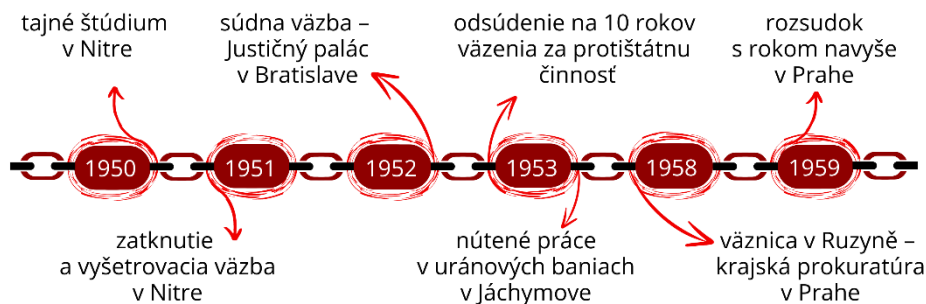 tajné štúdium
v Nitre
súdna väzba –
Justičný palác
v Bratislave
odsúdenie na 10 rokov
väzenia za protištátnu
činnosť
rozsudok
s rokom navyše
v Prahe
1950
1951
1952
1953
1958
1959
zatknutie
a vyšetrovacia väzba
v Nitre
nútené práce
v uránových baniach
v Jáchymove
väznica v Ruzyně –
krajská prokuratúra
v Prahe